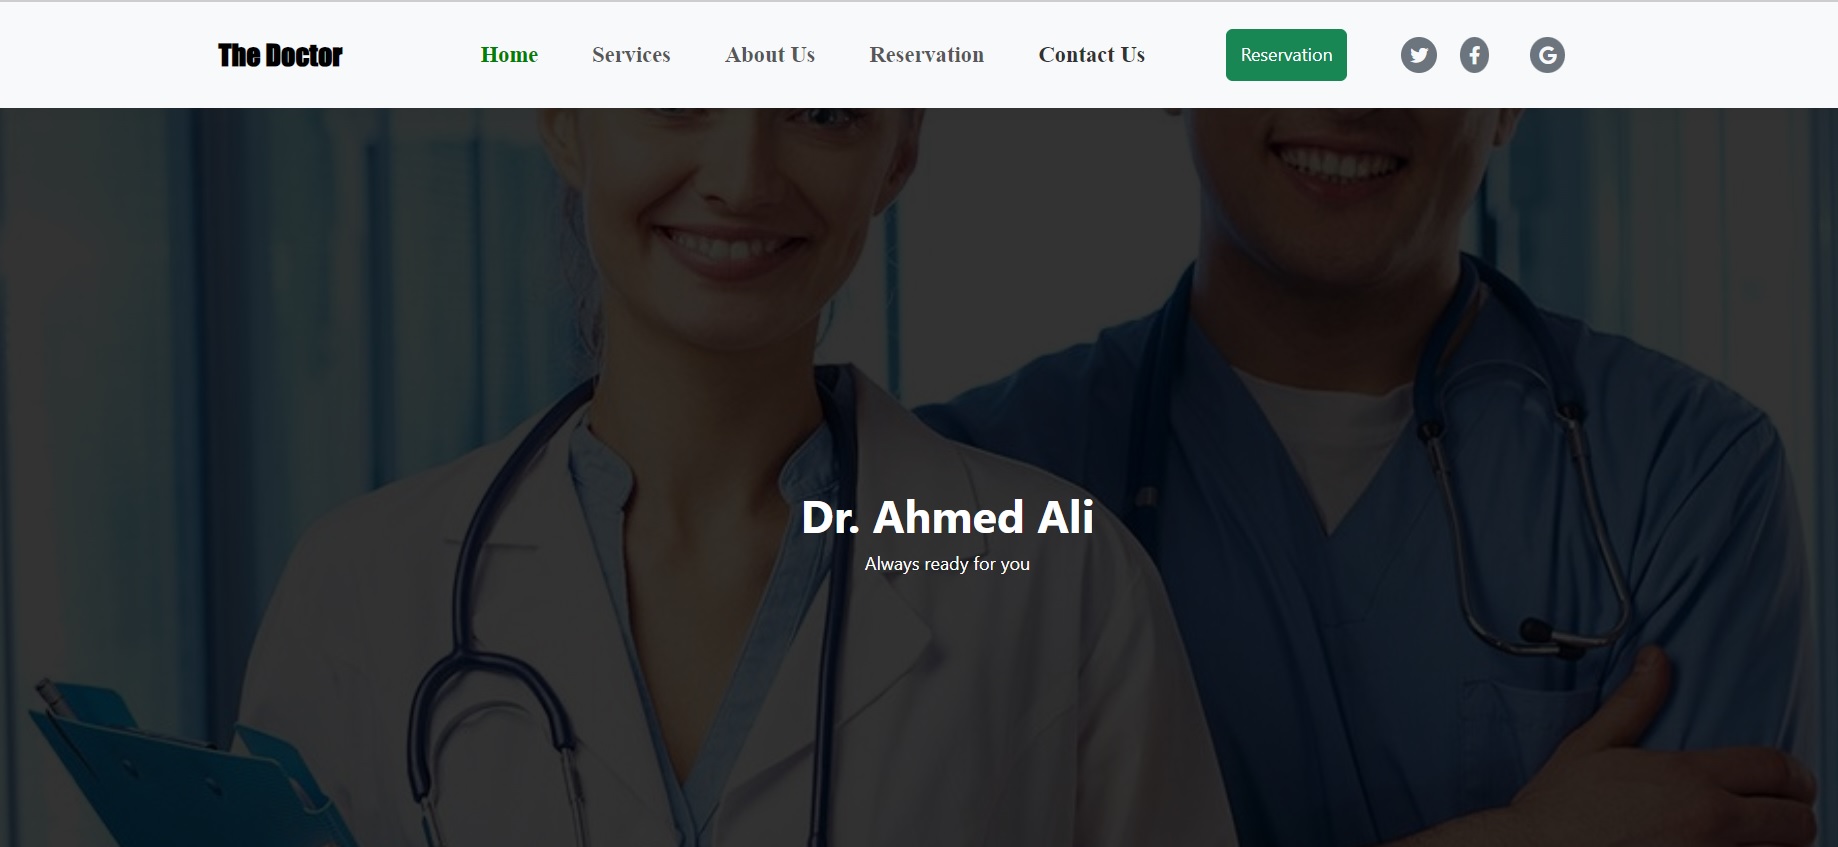 The Doctor
Home Services About Us Reservation Contact Us Reservation
Dr. Ahmed Ali
Always ready for you